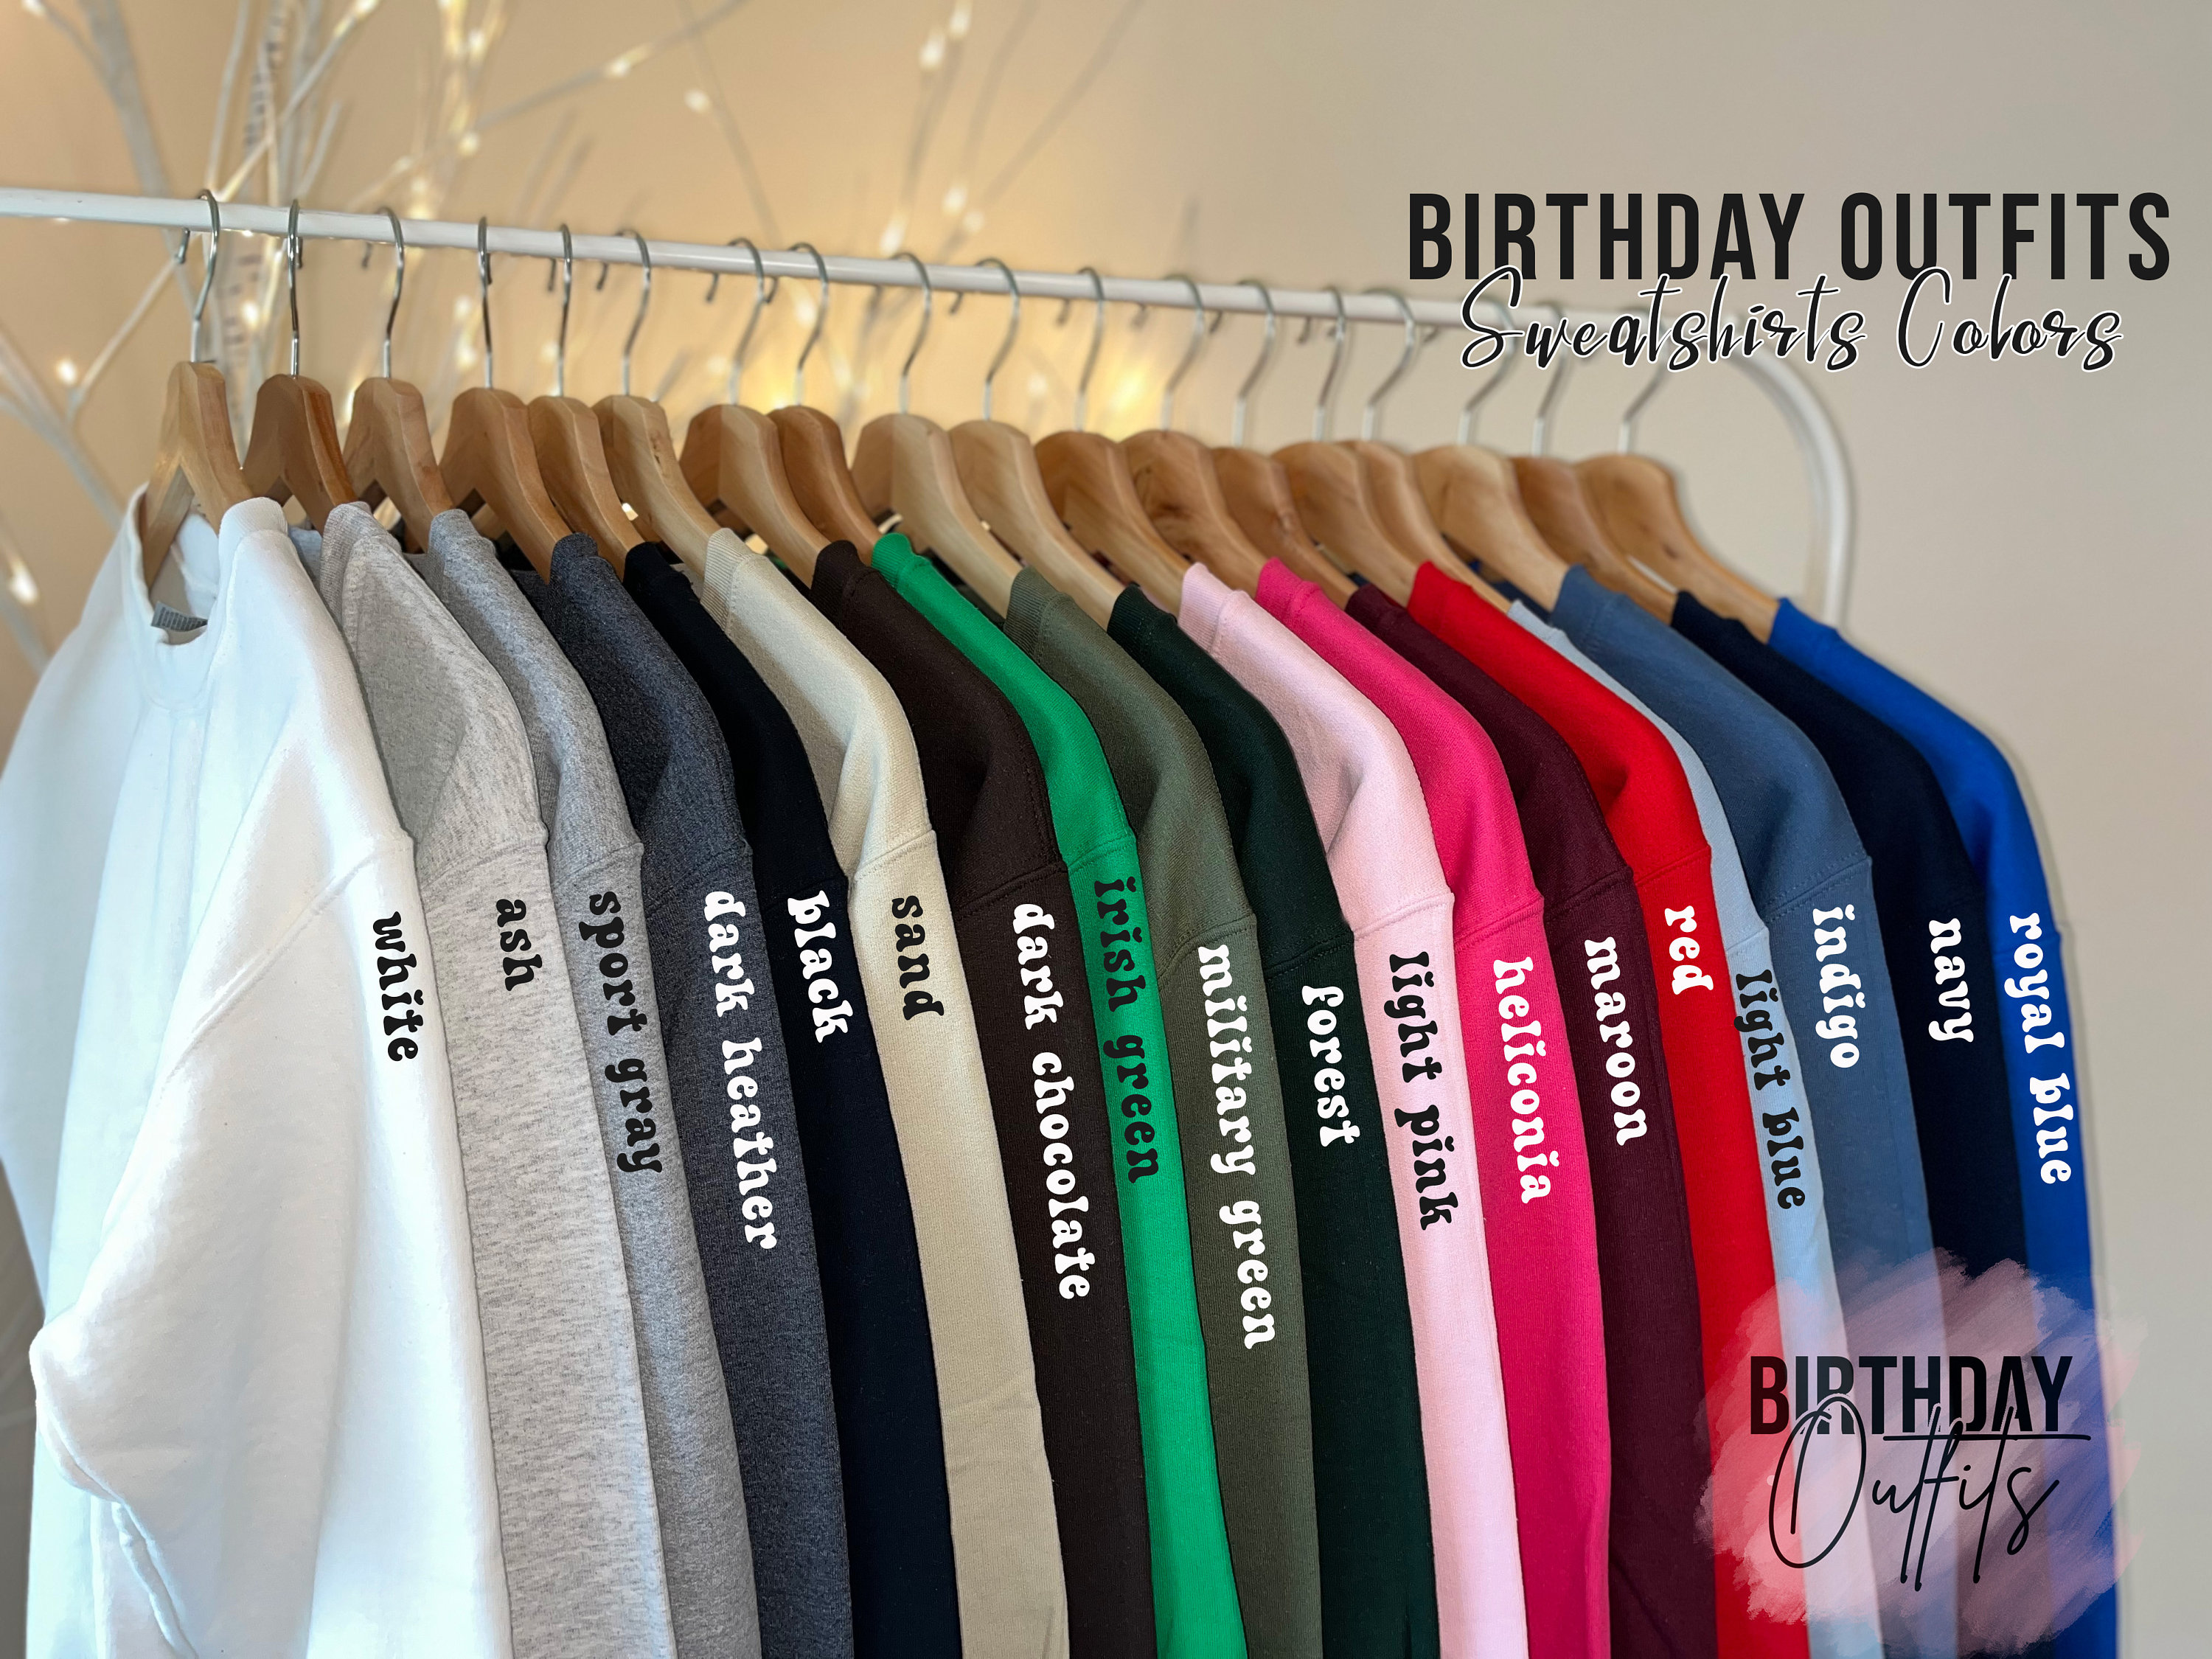 BIRTHDAY OUTFITS
Sweatshirts Colors
white
ash
sport gray
dark heather
black
sand
dark chocolate
irish green
military green
forest
light pink
heliconia
maroon
red
light blue
indigo
navy
royal blue
BIRTHDAY
Outfits